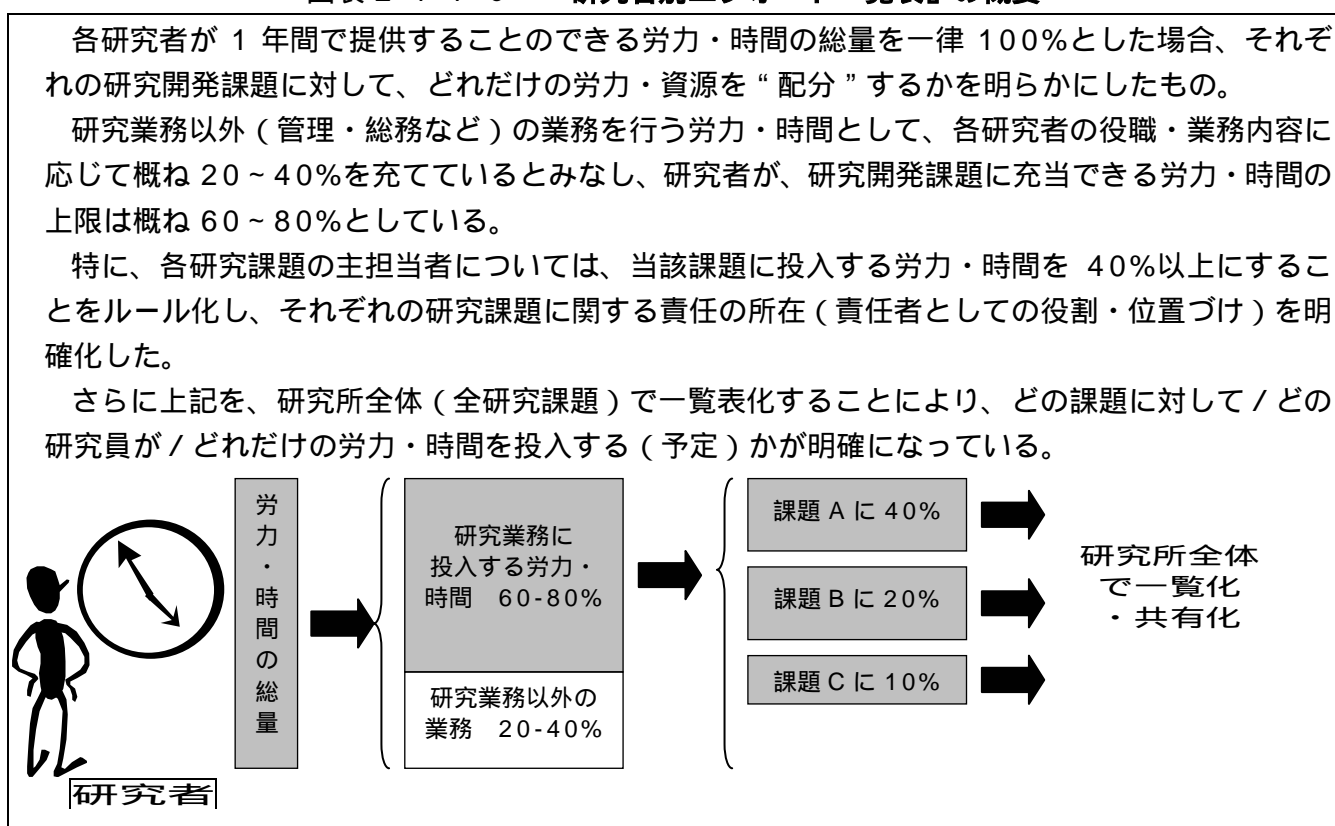 各研究者が 1 年間で提供することのできる労力・時間の総量を一律 100%とした場合、それぞ
れの研究開発課題に対して、どれだけの労力・資源を“配分”するかを明らかにしたもの。
研究業務以外（管理・総務など）の業務を行う労力・時間として、各研究者の役職・業務内容に
応じて概ね 20~40%を充てているとみなし、研究者が、研究開発課題に充当できる労力・時間の
上限は概ね 60~80%としている。
特に、各研究課題の主担当者については、当該課題に投入する労力・時間を 40%以上にするこ
とをルール化し、それぞれの研究課題に関する責任の所在（責任者としての役割・位置づけ）を明
確化した。
さらに上記を、研究所全体（全研究課題）で一覧表化することにより、どの課題に対して/どの
研究員が/どれだけの労力・時間を投入する（予定）かが明確になっている。
労力・時間の総量
研究業務に
投入する労力・
時間 60-80%
研究業務以外の
業務 20-40%
課題 A に 40%
課題 B に 20%
課題 C に 10%
研究所全体
で一覧化
・共有化
研究者